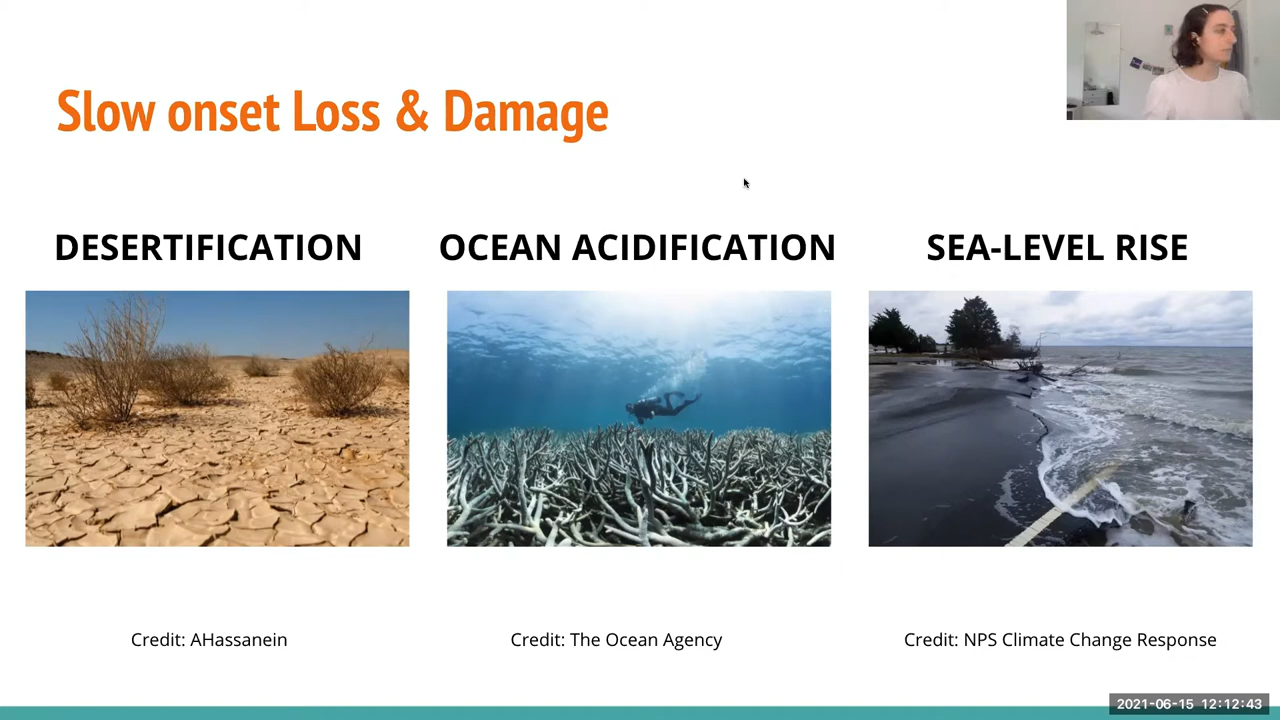 Slow onset Loss & Damage
DESERTIFICATION
OCEAN ACIDIFICATION
SEA-LEVEL RISE
Credit: AHassanein
Credit: The Ocean Agency
Credit: NPS Climate Change Response
2021-06-15 12:12:43